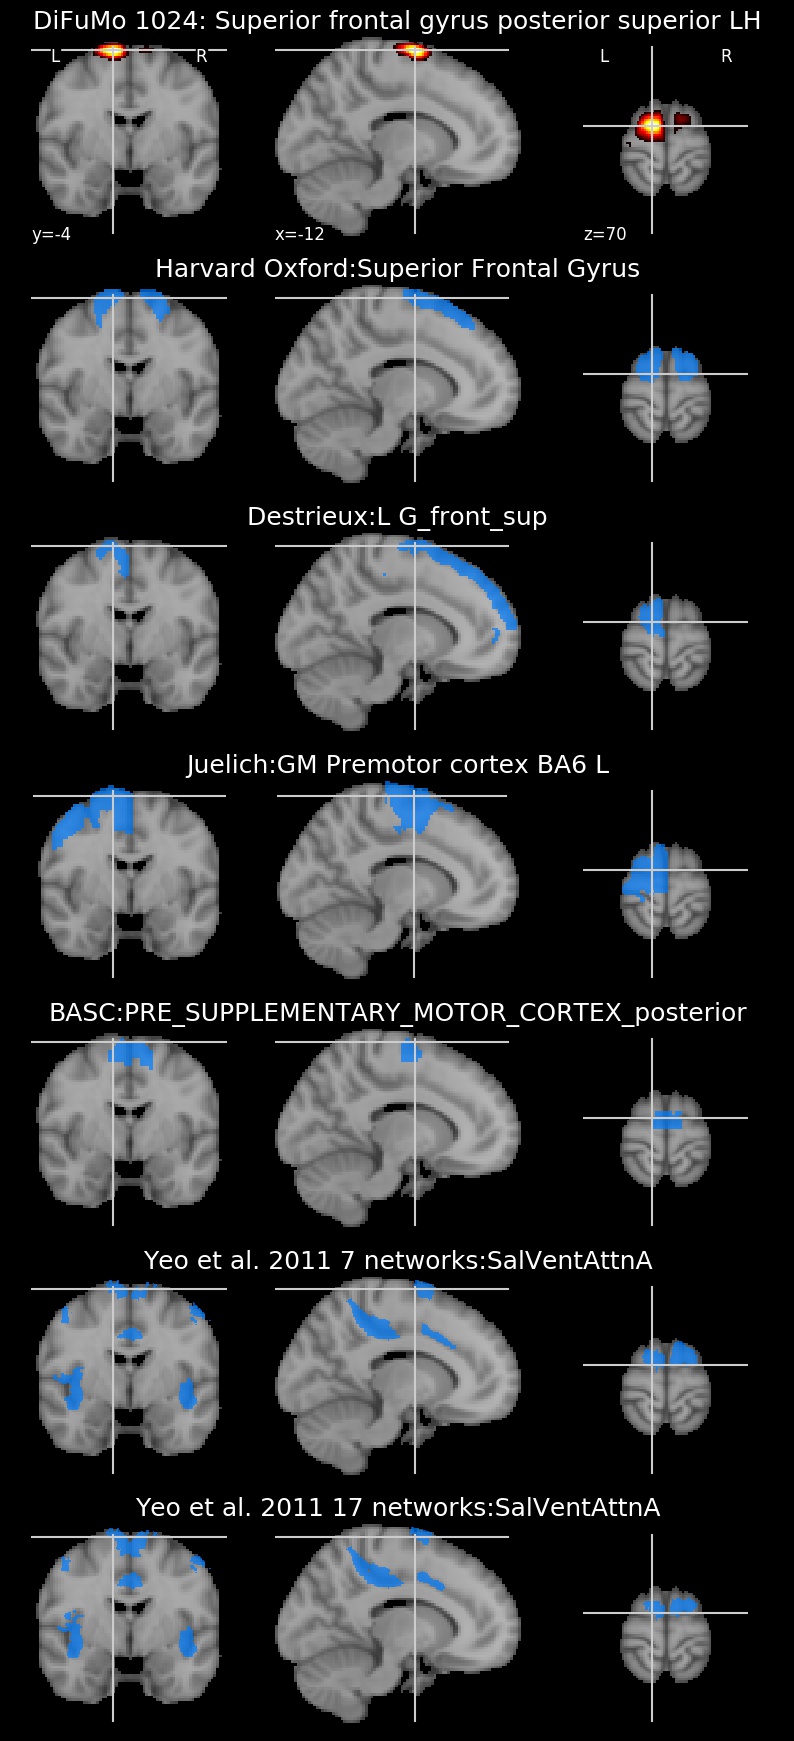 DiFuMo 1024: Superior frontal gyrus posterior superior LH
L R L R
y=-4 x=-12 z=70
Harvard Oxford:Superior Frontal Gyrus
Destrieux:L G_front_sup
Juelich:GM Premotor cortex BA6 L
BASC:PRE_SUPPLEMENTARY_MOTOR_CORTEX_posterior
Yeo et al. 2011 7 networks:SalVentAttnA
Yeo et al. 2011 17 networks:SalVentAttnA